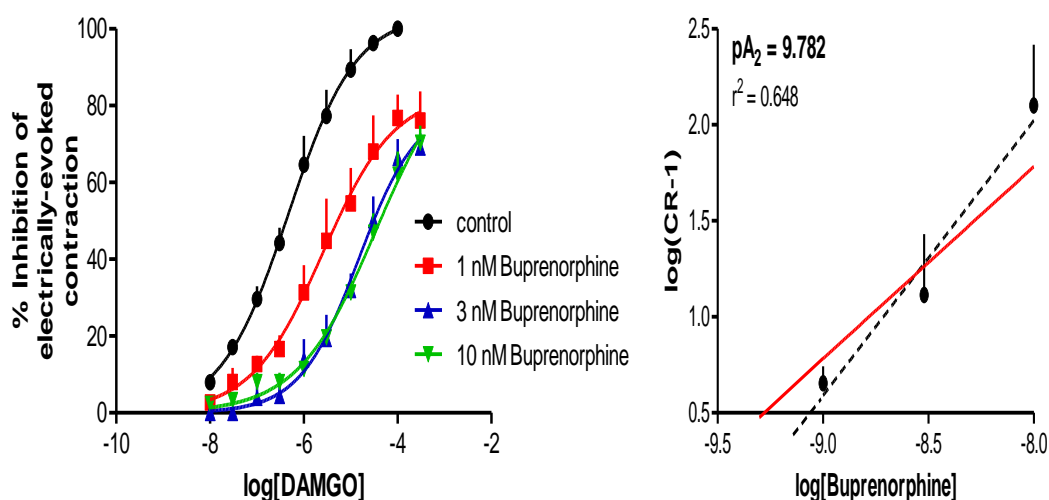 % Inhibition of
electrically-evoked
contraction
100
80
60
40
20
0
-10
-8
-6
-4
-2
log[DAMGO]
control
1 nM Buprenorphine
3 nM Buprenorphine
10 nM Buprenorphine
log(CR-1)
2.5
2.0
1.5
1.0
0.5
-9.5
-9.0
-8.5
-8.0
log[Buprenorphine]
pA₂ = 9.782
r² = 0.648